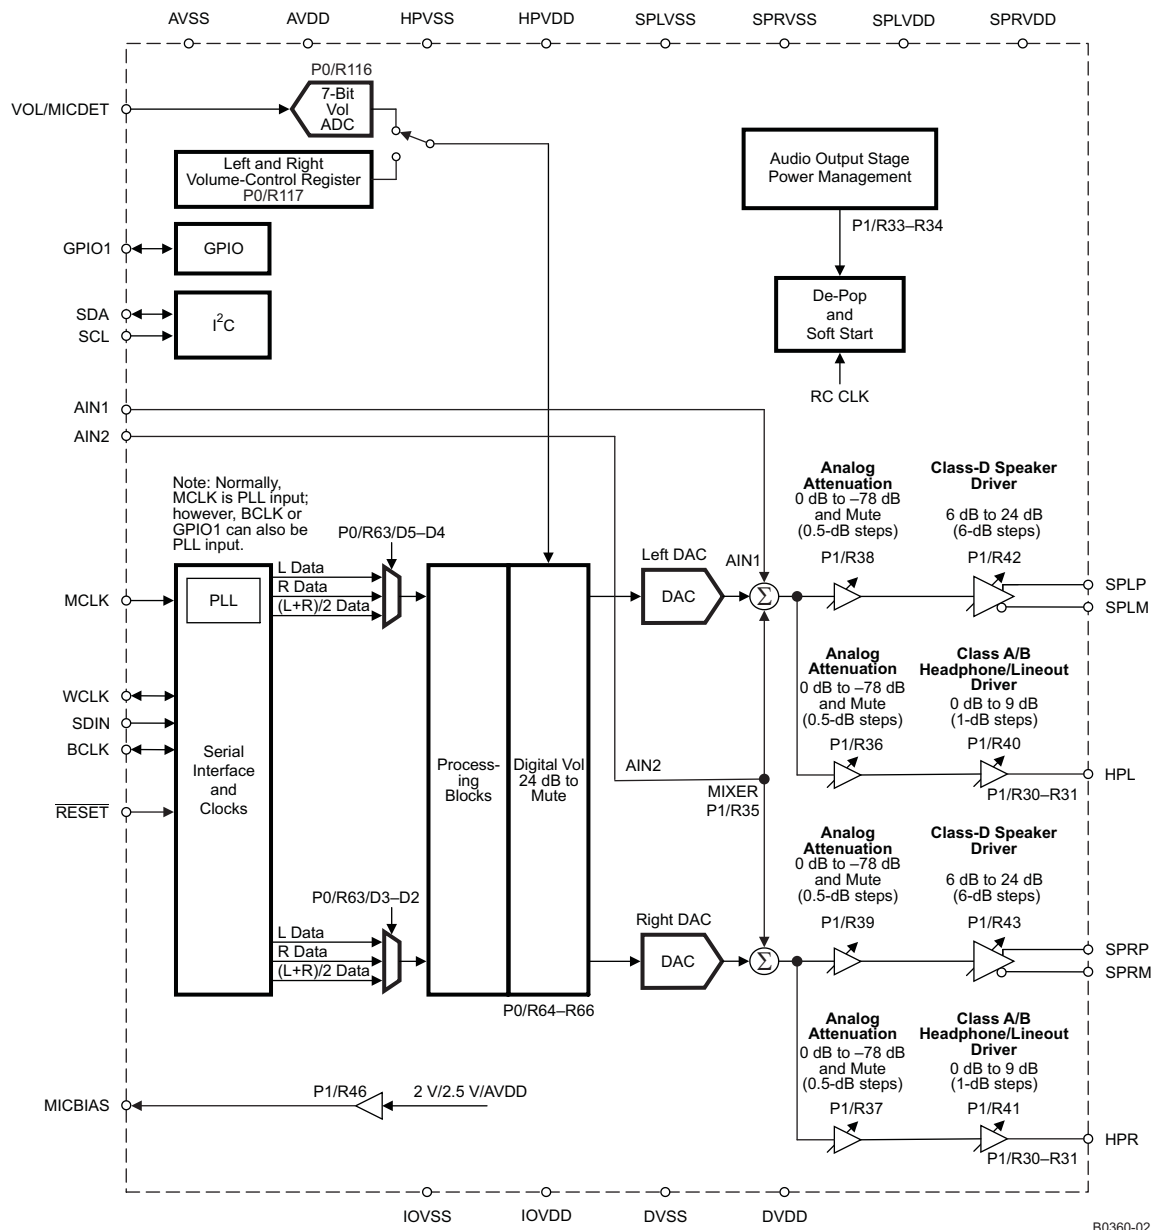 AVSS AVDD HPVSS HPVDD SPLVSS SPRVSS SPLVDD SPRVDD
P0/R116
VOL/MICDET
7-Bit
Vol
ADC
Left and Right
Volume-Control Register
P0/R117
Audio Output Stage
Power Management
P1/R33–R34
GPIO1
GPIO
SDA
SCL
I2C
De-Pop
and
Soft Start
RC CLK
AIN1
AIN2
Note: Normally,
MCLK is PLL input;
however, BCLK or
GPIO1 can also be
PLL input.
P0/R63/D5–D4
Analog
Attenuation
0 dB to –78 dB
and Mute
(0.5-dB steps)
P1/R38
Class-D Speaker
Driver
6 dB to 24 dB
(6-dB steps)
P1/R42
MCLK
PLL
L Data
R Data
(L+R)/2 Data
Left DAC
DAC
AIN1
Σ
SPLP
SPLM
WCLK
SDIN
BCLK
RESET
Serial
Interface
and
Clocks
Process-
ing
Blocks
Digital Vol
24 dB to
Mute
AIN2
MIXER
P1/R35
Analog
Attenuation
0 dB to –78 dB
and Mute
(0.5-dB steps)
P1/R36
Class A/B
Headphone/Lineout
Driver
0 dB to 9 dB
(1-dB steps)
P1/R40
HPL
P1/R30–R31
P0/R63/D3–D2
L Data
R Data
(L+R)/2 Data
Right DAC
DAC
Σ
Analog
Attenuation
0 dB to –78 dB
and Mute
(0.5-dB steps)
P1/R39
Class-D Speaker
Driver
6 dB to 24 dB
(6-dB steps)
P1/R43
SPRP
SPRM
P0/R64–R66
Analog
Attenuation
0 dB to –78 dB
and Mute
(0.5-dB steps)
P1/R37
Class A/B
Headphone/Lineout
Driver
0 dB to 9 dB
(1-dB steps)
P1/R41
HPR
P1/R30–R31
MICBIAS
P1/R46
2 V/2.5 V/AVDD
IOVSS IOVDD DVSS DVDD
B0360-02